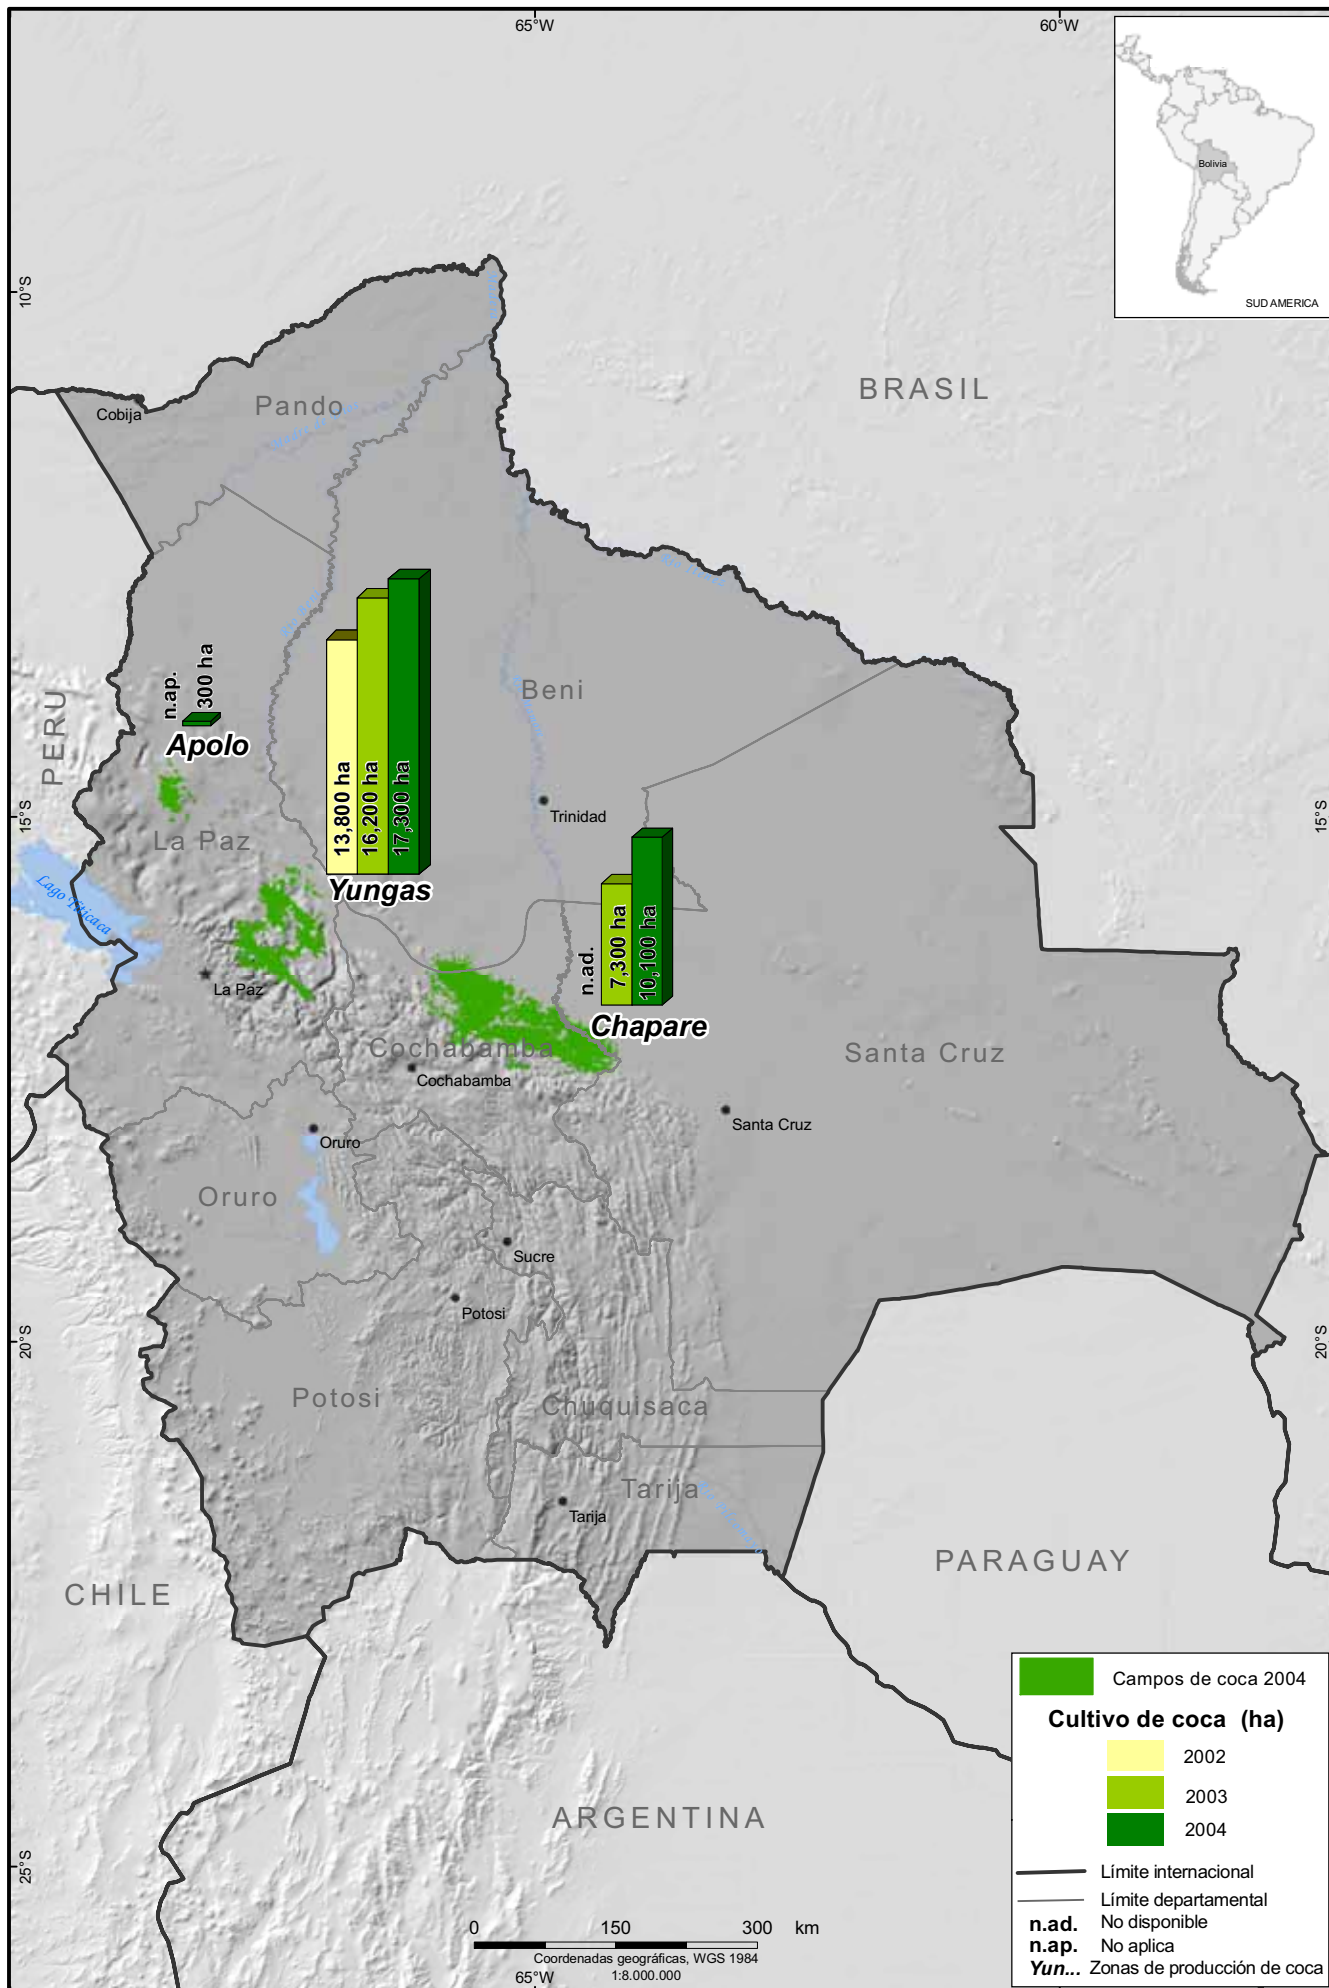 65°W
60°W
Bolivia
SUD AMERICA
10°S
BRASIL
Pando
Cobija
Beni
PERU
n.ap.
300 ha
Apolo
13,800 ha
16,200 ha
17,300 ha
Yungas
Trinidad
15°S
15°S
La Paz
Lago Titicaca
n.ad.
7,300 ha
10,100 ha
Chapare
La Paz
Cochabamba
Cochabamba
Santa Cruz
Santa Cruz
Oruro
Oruro
Sucre
Potosi
20°S
20°S
Potosi
Chuquisaca
Tarija
Tarija
PARAGUAY
CHILE
ARGENTINA
25°S
Campos de coca 2004
Cultivo de coca (ha)
2002
2003
2004
Límite internacional
Límite departamental
n.ad. No disponible
n.ap. No aplica
Yun... Zonas de producción de coca
0 150 300 km
Coordenadas geográficas, WGS 1984
65°W
1:8.000.000